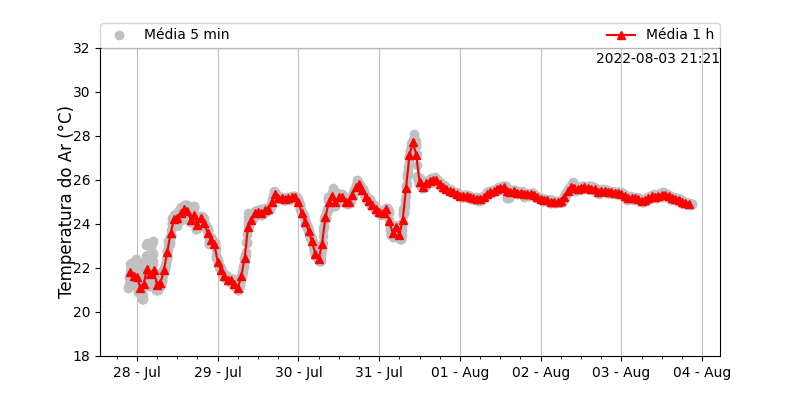 Média 5 min
Média 1 h
2022-08-03 21:21
Temperatura do Ar (°C)
32
30
28
26
24
22
20
18
28 - Jul
29 - Jul
30 - Jul
31 - Jul
01 - Aug
02 - Aug
03 - Aug
04 - Aug